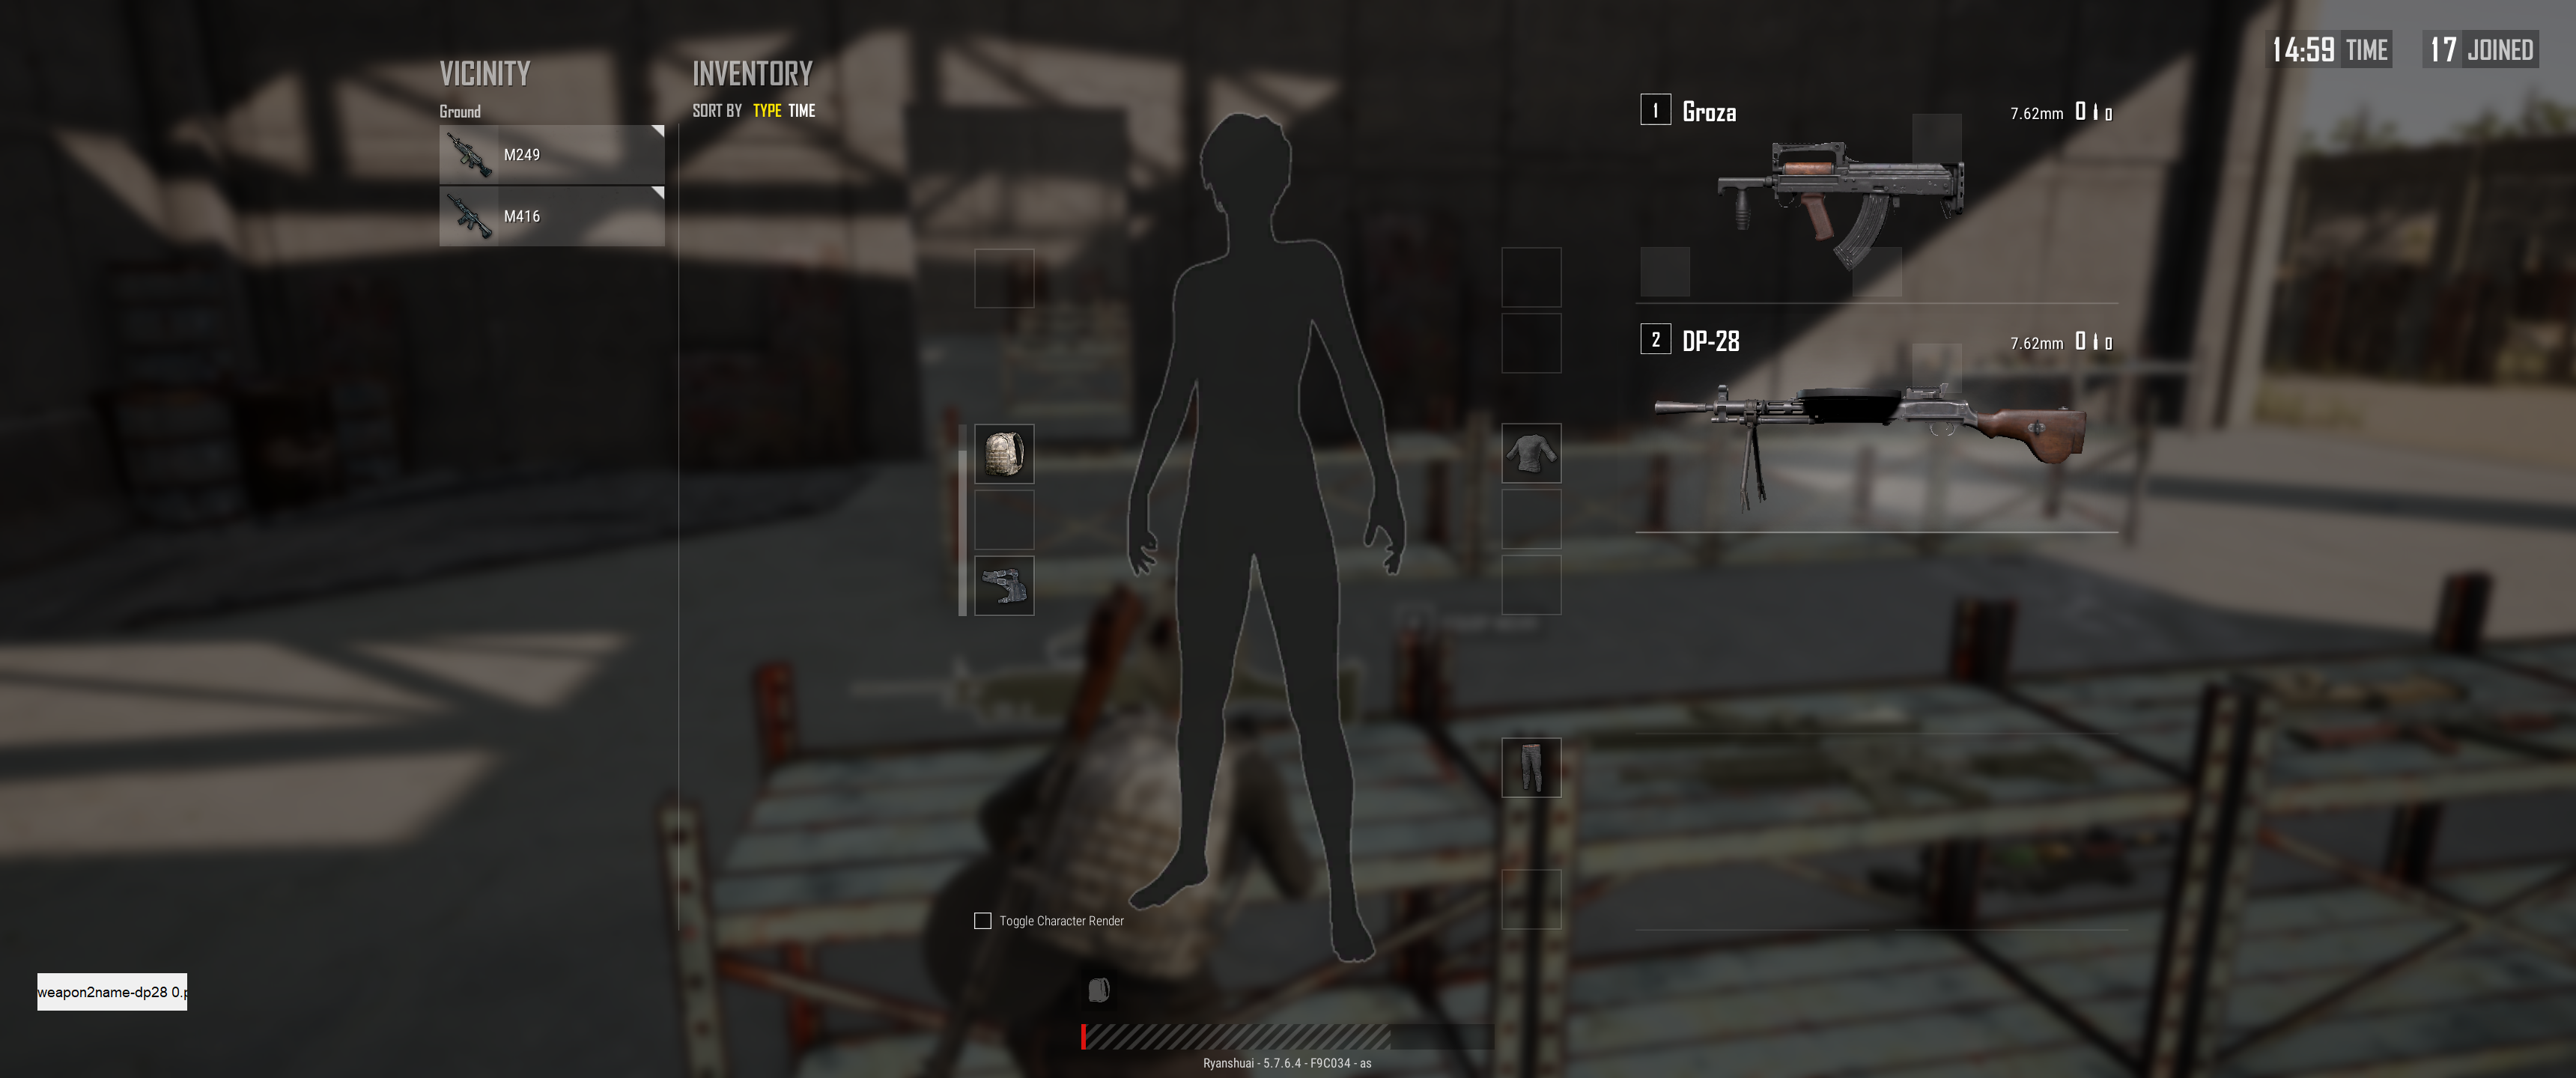 14:59 TIME 17 JOINED
VICINITY
Ground
M249
M416
INVENTORY
SORT BY TYPE TIME
1 Groza 7.62mm 0 0
2 DP-28 7.62mm 0 0
Toggle Character Render
weapon2name-dp28 0.p
Ryanshuai - 5.7.6.4 - F9C034 - as